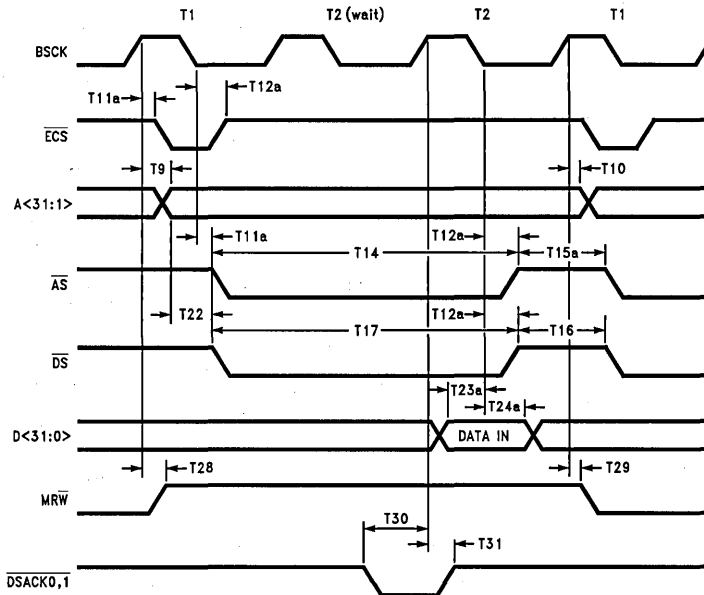 T1 T2 (wait) T2 T1
BSCK
T11a T12a
ECS
T9 T10
A<31:1>
T11a T14 T12a T15a
AS
T22 T17 T12a T16
DS
T23a
T24a
D<31:0> DATA IN
T28 T29
MRW
T30
T31
DSACK0,1